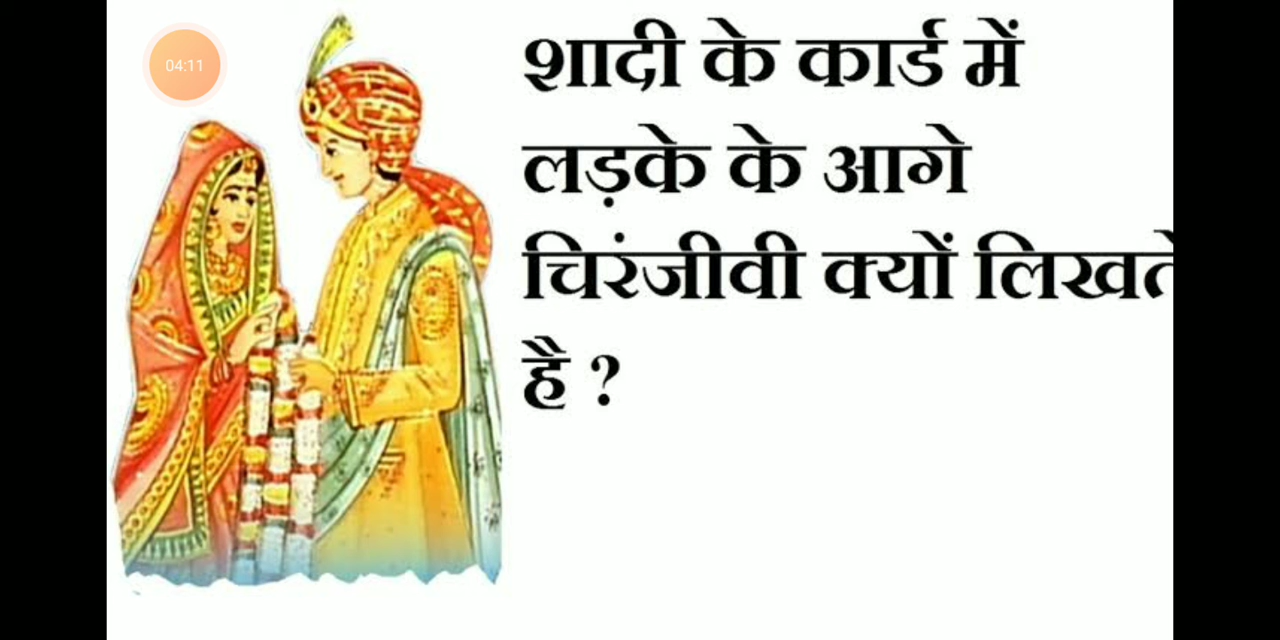 04:11
शादी के कार्ड में
लड़के के आगे
चिरंजीवी क्यों लिखते
है ?